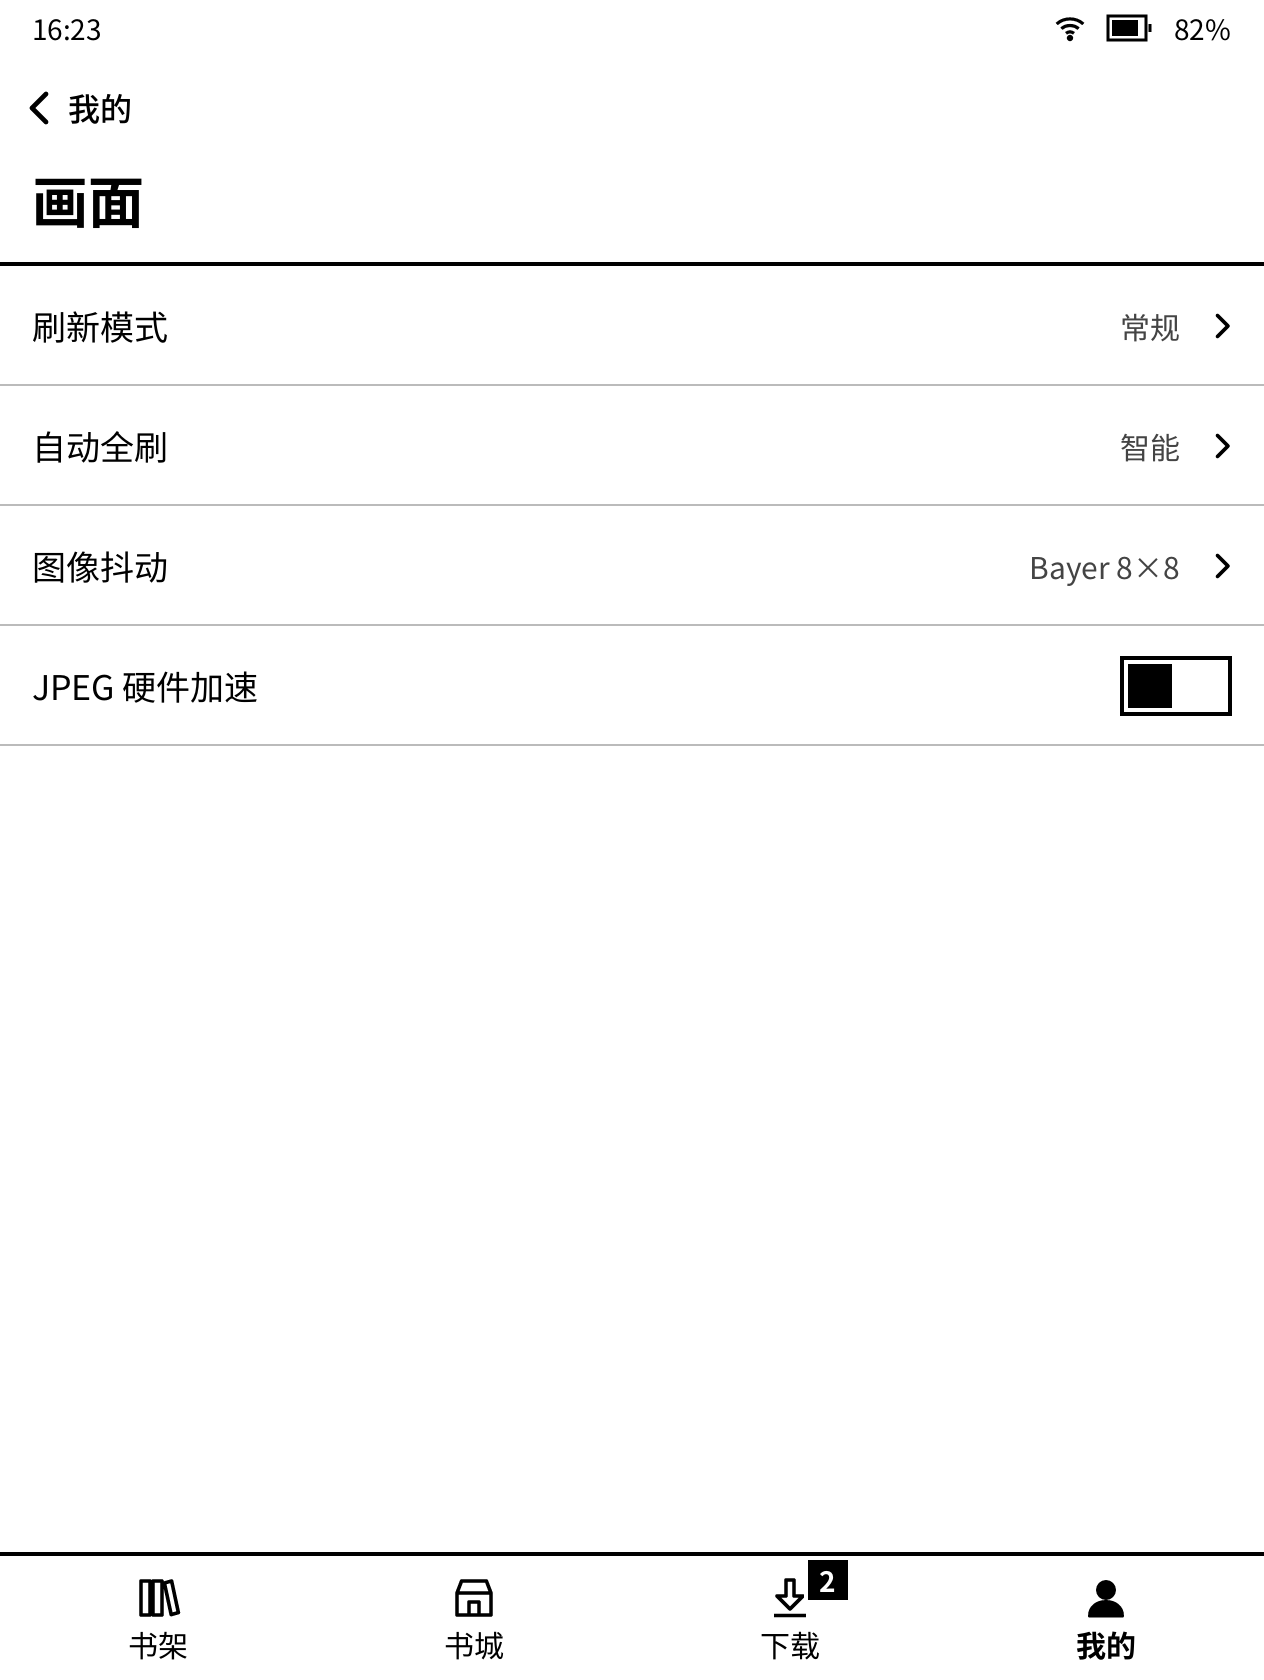 16:23 82%
我的
画面
刷新模式 常规
自动全刷 智能
图像抖动 Bayer 8×8
JPEG 硬件加速
2
书架 书城 下载 我的